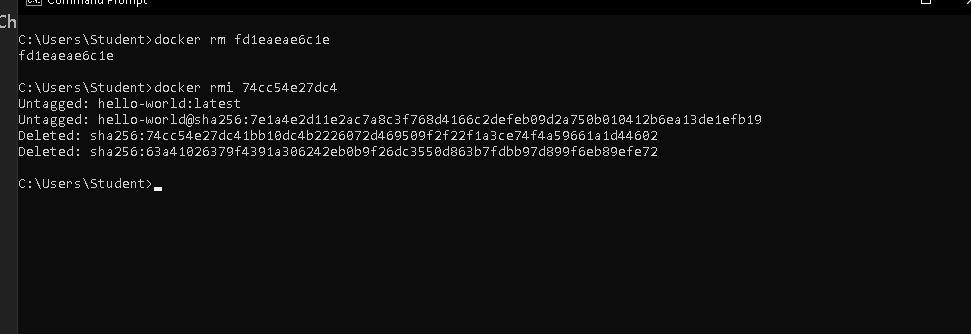 Command Prompt
Ch
C:\Users\Student>docker rm fd1eaeae6c1e
fd1eaeae6c1e
C:\Users\Student>docker rmi 74cc54e27dc4
Untagged: hello-world:latest
Untagged: hello-world@sha256:7e1a4e2d11e2ac7a8c3f768d4166c2defeb09d2a750b010412b6ea13de1efb19
Deleted: sha256:74cc54e27dc41bb10dc4b2226072d469509f2f22f1a3ce74f4a59661a1d44602
Deleted: sha256:63a41026379f4391a306242eb0b9f26dc3550d863b7fdbb97d899f6eb89efe72
C:\Users\Student>